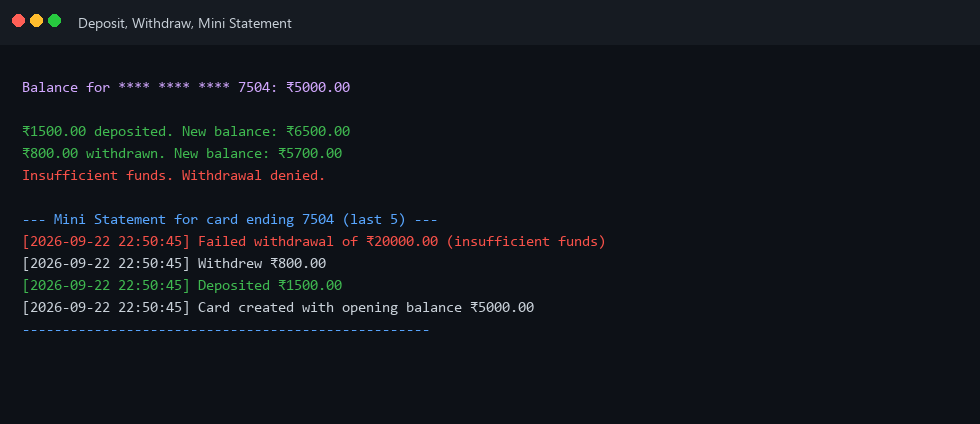 Deposit, Withdraw, Mini Statement
Balance for **** **** **** 7504: ₹5000.00
₹1500.00 deposited. New balance: ₹6500.00
₹800.00 withdrawn. New balance: ₹5700.00
Insufficient funds. Withdrawal denied.
--- Mini Statement for card ending 7504 (last 5) ---
[2026-09-22 22:50:45] Failed withdrawal of ₹20000.00 (insufficient funds)
[2026-09-22 22:50:45] Withdrew ₹800.00
[2026-09-22 22:50:45] Deposited ₹1500.00
[2026-09-22 22:50:45] Card created with opening balance ₹5000.00
---------------------------------------------------